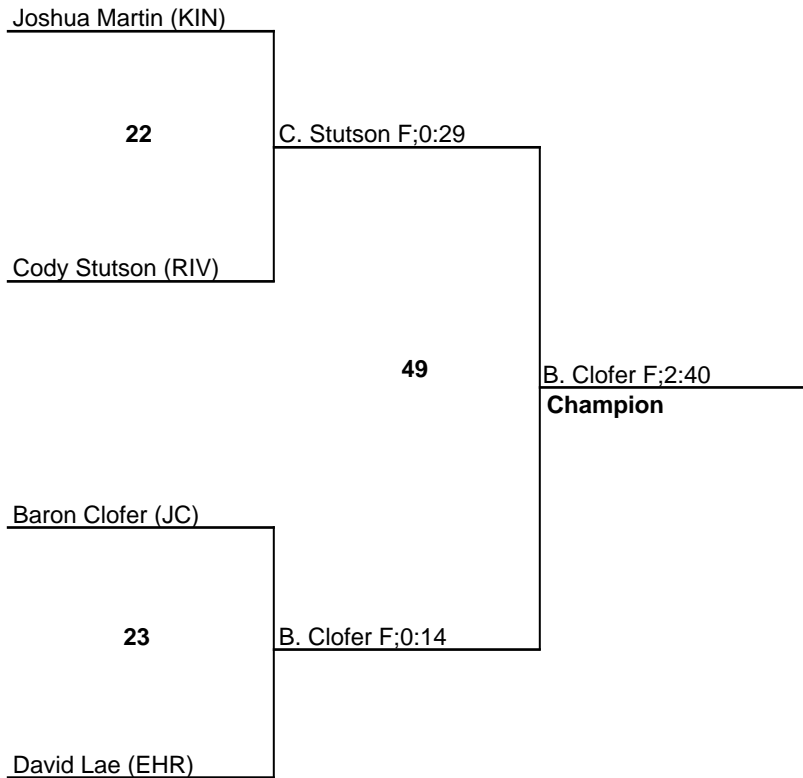 Joshua Martin (KIN)
22
C. Stutson F;0:29
Cody Stutson (RIV)
49
B. Clofer F;2:40
Champion
Baron Clofer (JC)
23
B. Clofer F;0:14
David Lae (EHR)